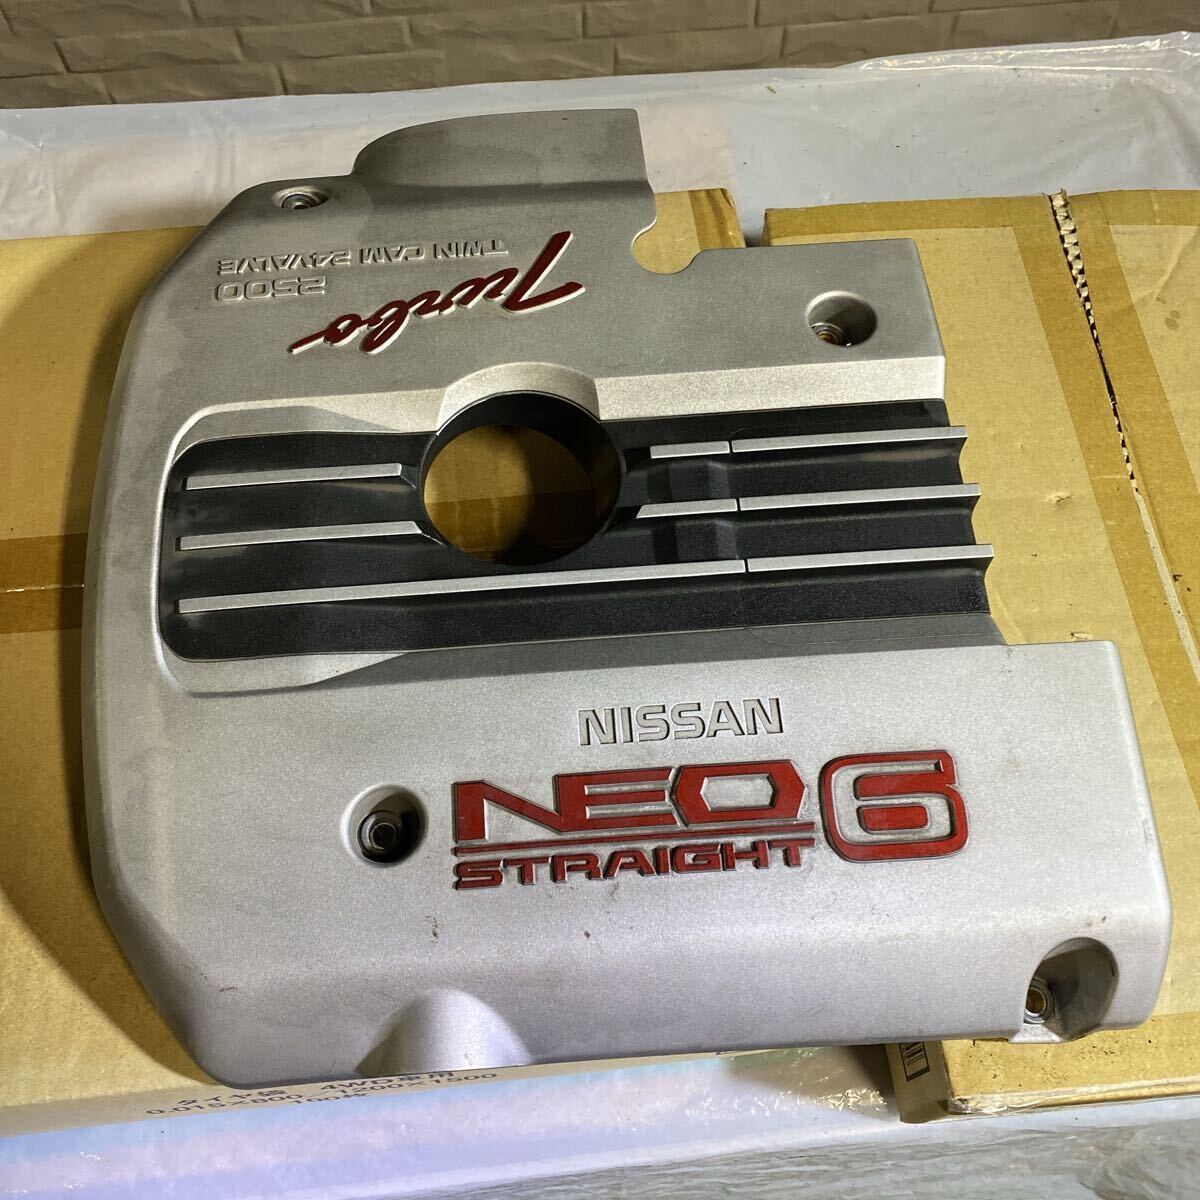 Turbo
2500
TWIN CAM 24VALVE
NISSAN
NEO 6
STRAIGHT